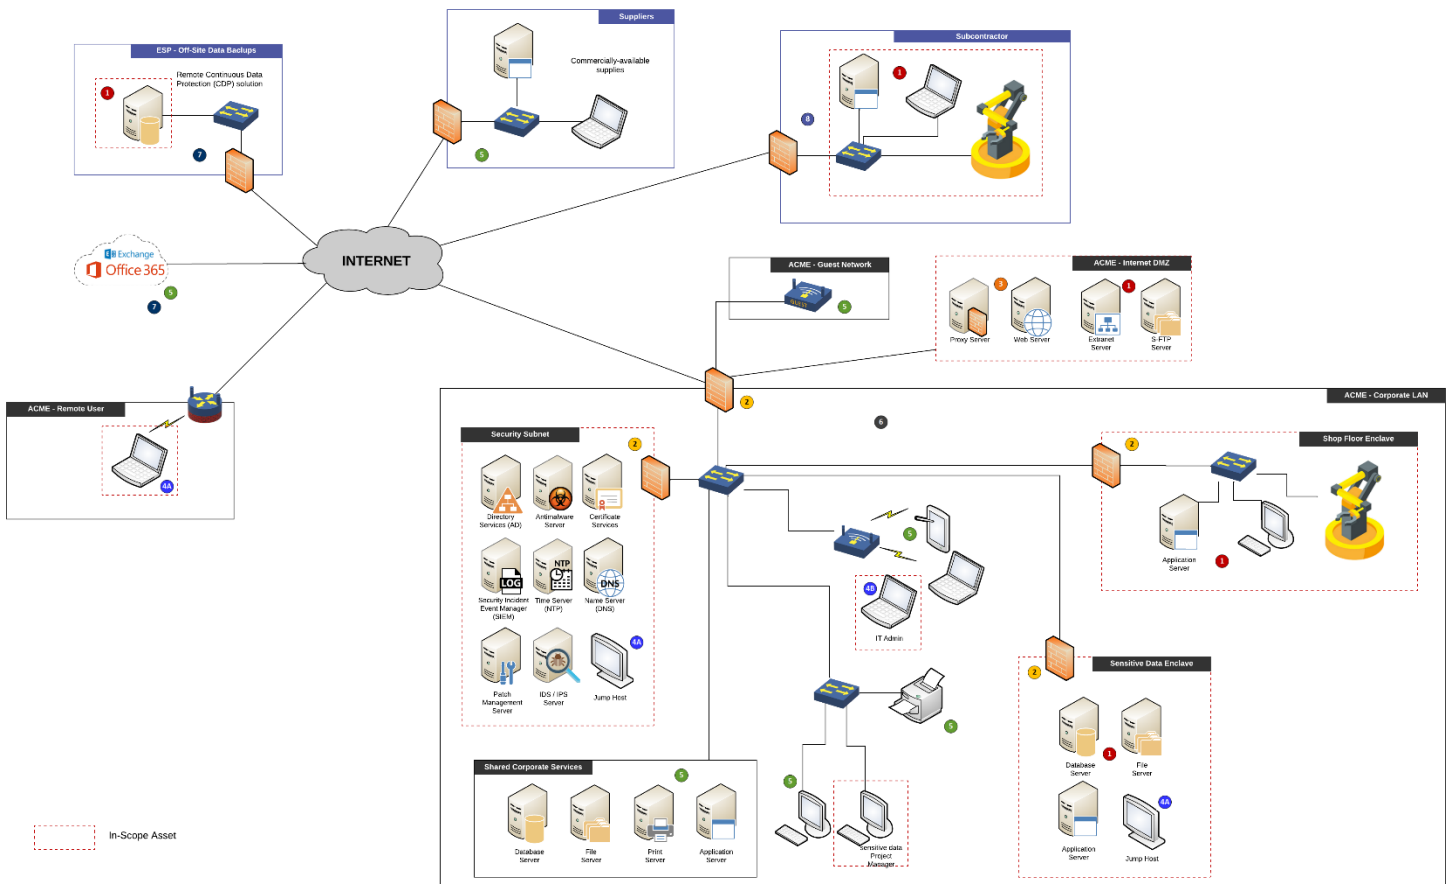 Suppliers
ESP - Off-Site Data Backups
Remote Continuous Data
Protection (CDP) solution
1
7
Commercially-available
supplies
5
Subcontractor
1
8
Exchange
Office 365
5
7
INTERNET
ACME - Guest Network
5
ACME - Internet DMZ
3
1
Proxy Server
Web Server
Extranet
Server
S-FTP
Server
ACME - Remote User
4A
2
ACME - Corporate LAN
6
Security Subnet
2
Directory
Services (AD)
Antimalware
Server
Certificate
Services
LOG
NTP
DNS
Security Incident
Event Manager
(SIEM)
Time Server
(NTP)
Name Server
(DNS)
4A
Patch
Management
Server
IDS / IPS
Server
Jump Host
5
4B
IT Admin
2
Shop Floor Enclave
Application
Server
1
Sensitive Data Enclave
2
Database
Server
1
File
Server
Application
Server
4A
Jump Host
5
5
Sensitive data
Project
Manager
Shared Corporate Services
5
Database
Server
File
Server
Print
Server
Application
Server
In-Scope Asset